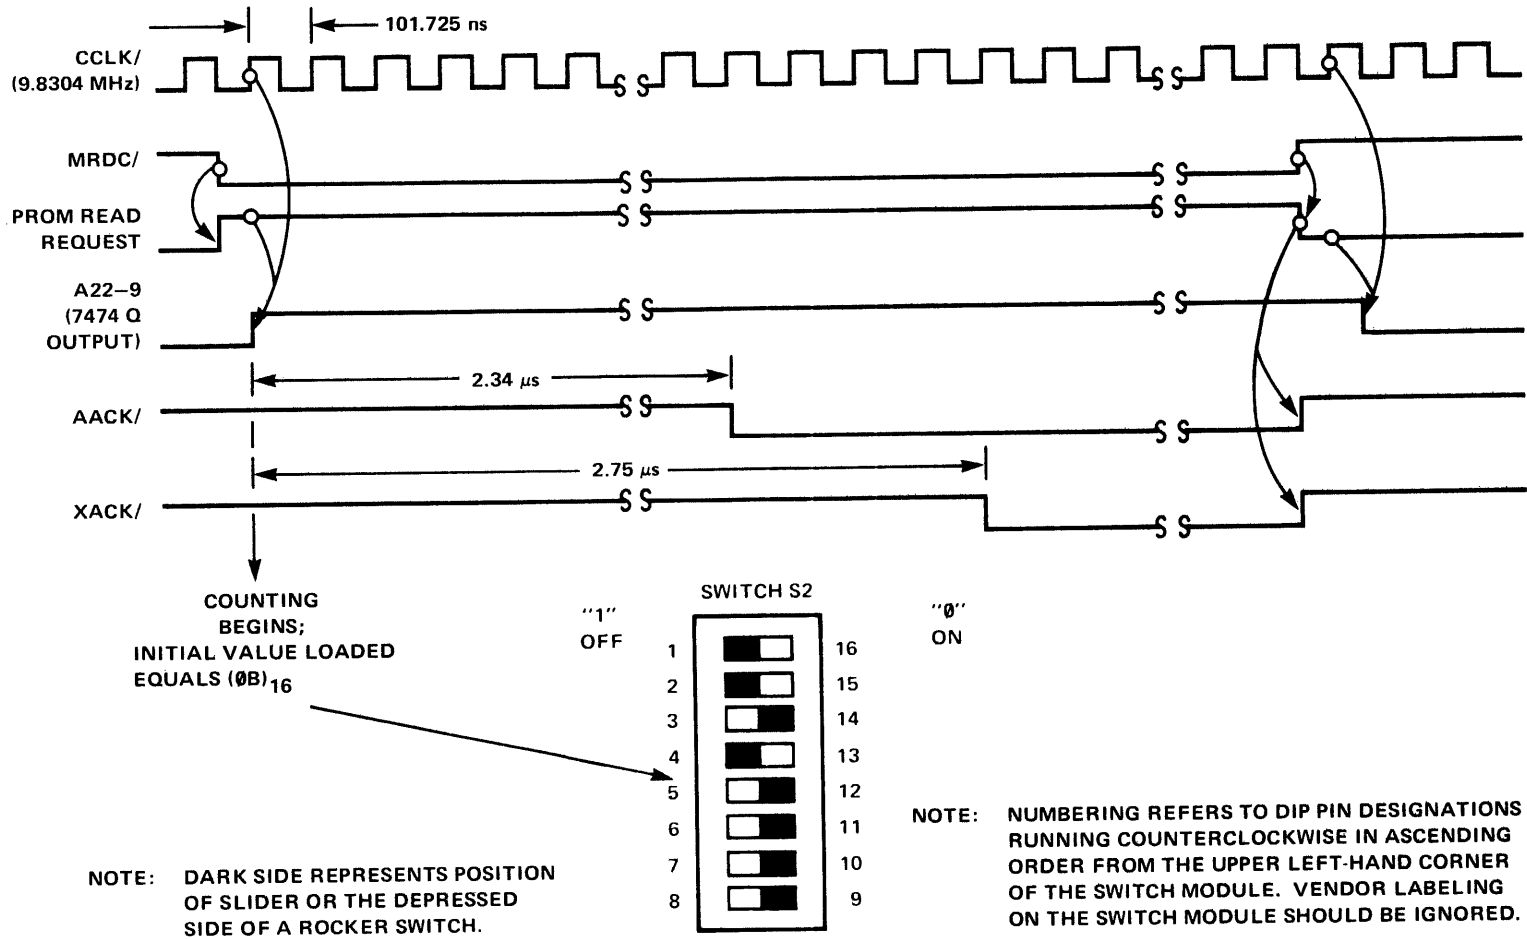 101.725 ns
CCLK/
(9.8304 MHz)
MRDC/
PROM READ
REQUEST
A22–9
(7474 Q
OUTPUT)
2.34 μs
AACK/
2.75 μs
XACK/
COUNTING
BEGINS;
INITIAL VALUE LOADED
EQUALS (0B)16
SWITCH S2
"1"
OFF
"0"
ON
1 16
2 15
3 14
4 13
5 12
6 11
7 10
8 9
NOTE: DARK SIDE REPRESENTS POSITION
OF SLIDER OR THE DEPRESSED
SIDE OF A ROCKER SWITCH.
NOTE: NUMBERING REFERS TO DIP PIN DESIGNATIONS
RUNNING COUNTERCLOCKWISE IN ASCENDING
ORDER FROM THE UPPER LEFT-HAND CORNER
OF THE SWITCH MODULE. VENDOR LABELING
ON THE SWITCH MODULE SHOULD BE IGNORED.